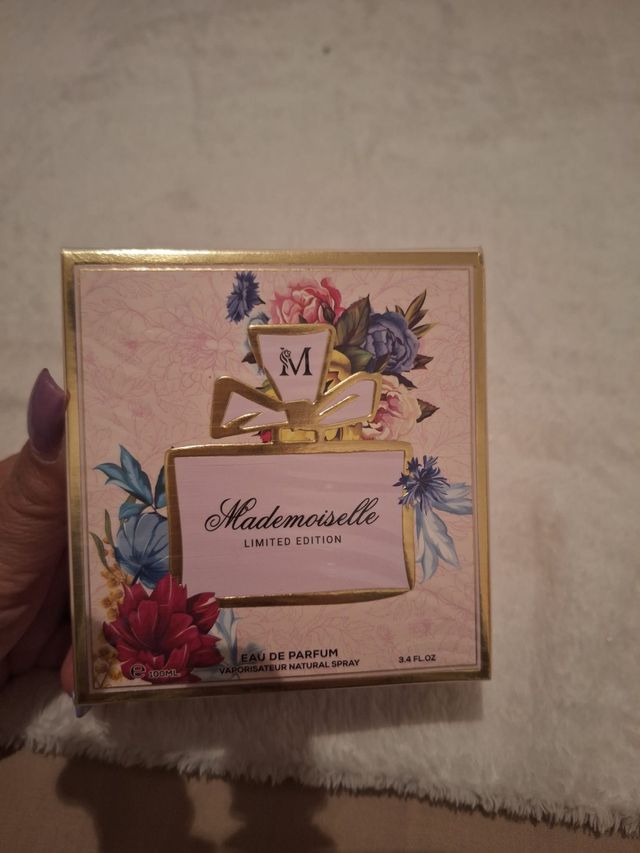 M
Mademoiselle
LIMITED EDITION
EAU DE PARFUM
VAPORISATEUR NATURAL SPRAY
℮ 100ML
3.4 FL.OZ